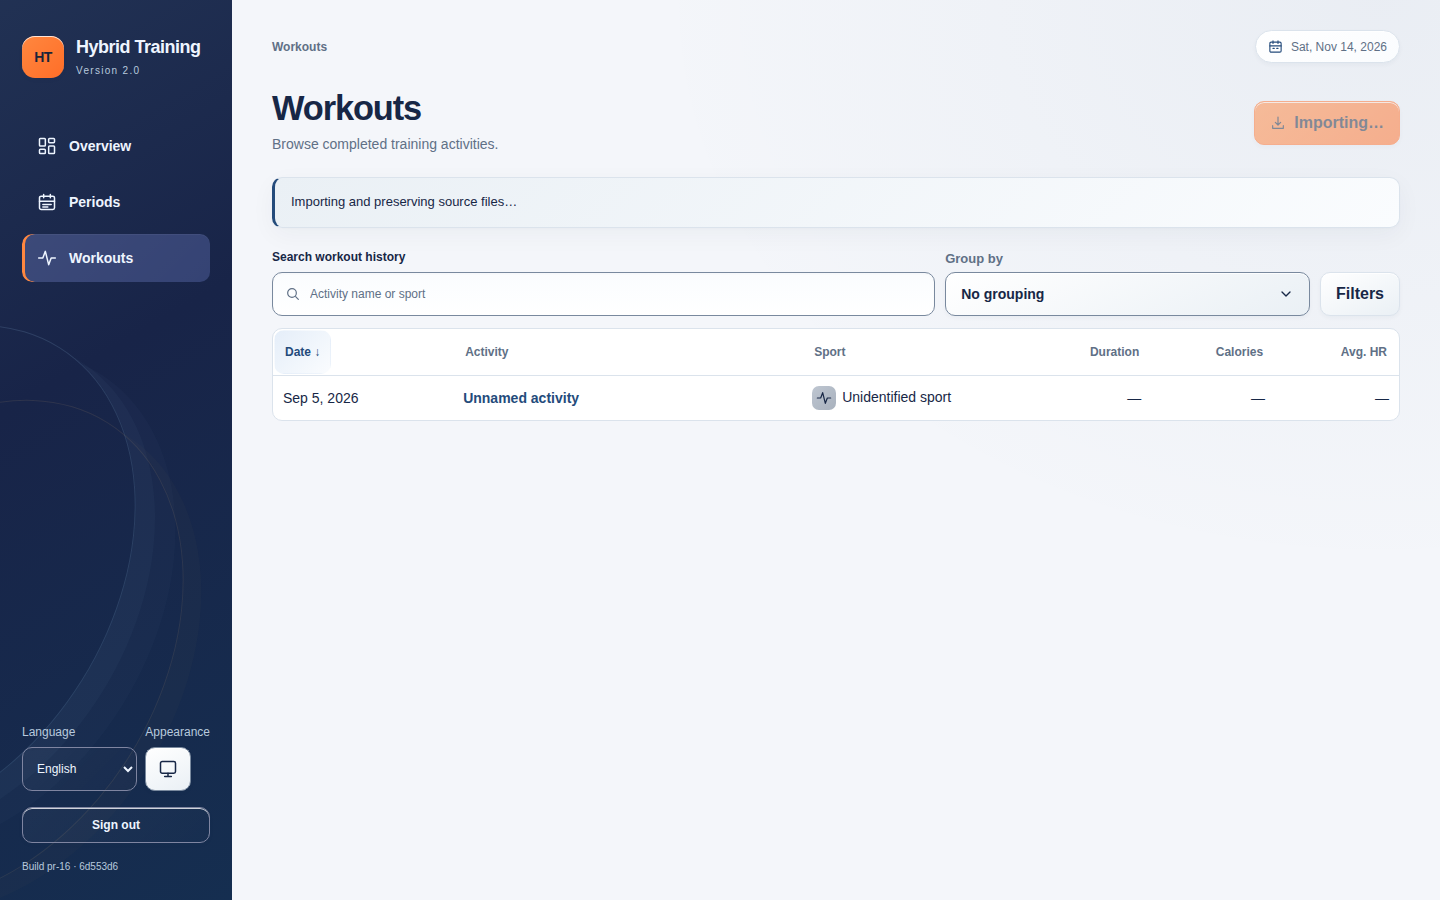 HT
Hybrid Training
Version 2.0
Overview
Periods
Workouts
Language
Appearance
English
Sign out
Build pr-16 · 6d553d6
Workouts
Sat, Nov 14, 2026
Workouts
Browse completed training activities.
Importing…
Importing and preserving source files…
Search workout history
Group by
Activity name or sport
No grouping
Filters
Date ↓ Activity Sport Duration Calories Avg. HR
Sep 5, 2026 Unnamed activity Unidentified sport — — —